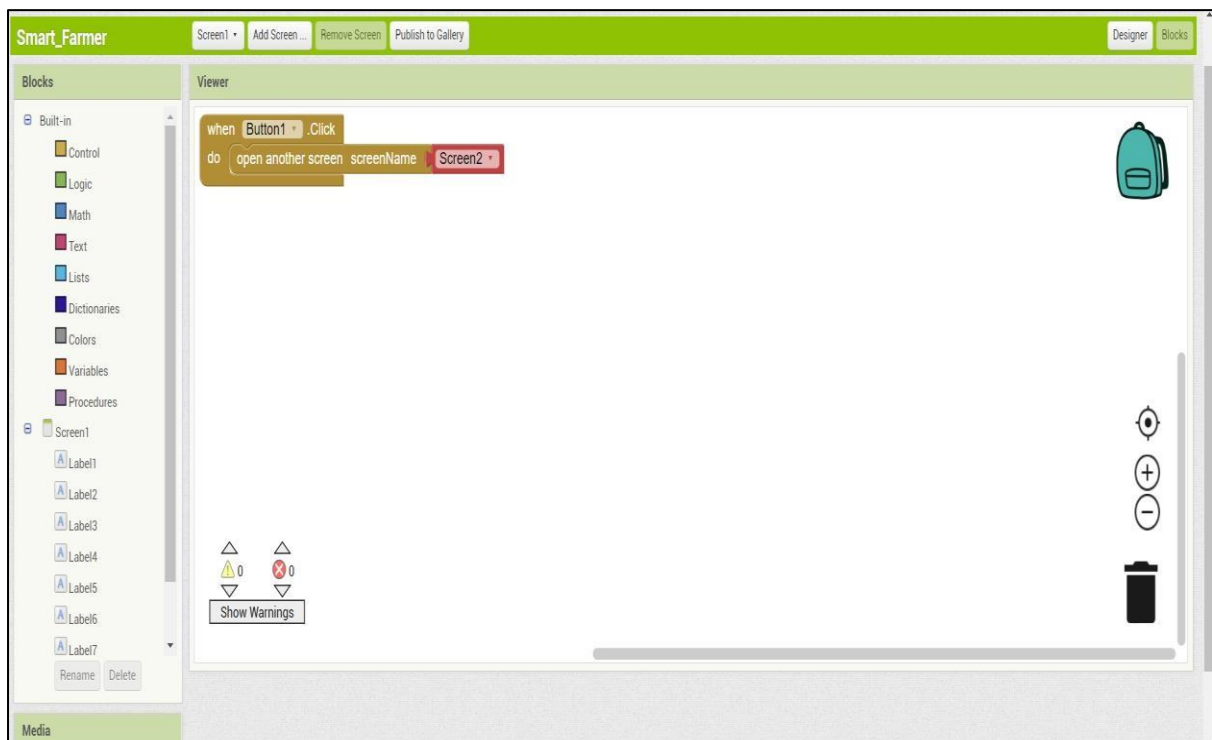 Smart_Farmer
Screen1
Add Screen ...
Remove Screen
Publish to Gallery
Designer
Blocks
Blocks
Built-in
Control
Logic
Math
Text
Lists
Dictionaries
Colors
Variables
Procedures
Screen1
A Label1
A Label2
A Label3
A Label4
A Label5
A Label6
A Label7
Rename Delete
Media
Viewer
when Button1 .Click
do open another screen screenName Screen2
0 0
Show Warnings